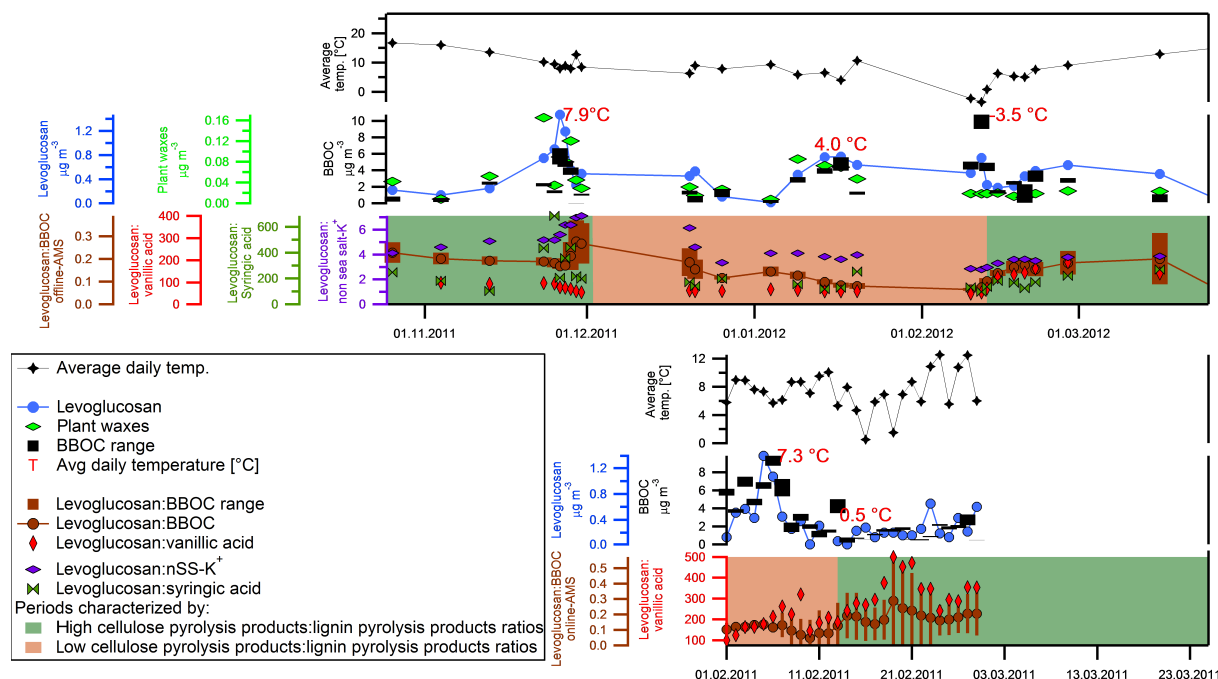 Average
temp. [°C]
20
10
0
7.9°C
4.0 °C
-3.5 °C
Levoglucosan
µg m-3
1.2
0.8
0.4
0.0
Plant waxes
µg m-3
0.16
0.12
0.08
0.04
0.00
BBOC
µg m-3
10
8
6
4
2
0
Levoglucosan:BBOC
offline-AMS
0.3
0.2
0.1
0.0
Levoglucosan:
vanillic acid
400
300
200
100
0
Levoglucosan:
Syringic acid
600
400
200
0
Levoglucosan:
non sea salt-K+
6
4
2
0
01.11.2011
01.12.2011
01.01.2012
01.02.2012
01.03.2012
Average daily temp.
Levoglucosan
Plant waxes
BBOC range
T Avg daily temperature [°C]
Levoglucosan:BBOC range
Levoglucosan:BBOC
Levoglucosan:vanillic acid
Levoglucosan:nSS-K+
Levoglucosan:syringic acid
Periods characterized by:
High cellulose pyrolysis products:lignin pyrolysis products ratios
Low cellulose pyrolysis products:lignin pyrolysis products ratios
Average
temp. [°C]
12
8
4
0
7.3 °C
0.5 °C
Levoglucosan
µg m-3
1.2
0.8
0.4
0.0
BBOC
µg m-3
10
8
6
4
2
0
Levoglucosan:BBOC
online-AMS
0.5
0.4
0.3
0.2
0.1
0.0
Levoglucosan:
vanillic acid
500
400
300
200
100
01.02.2011
11.02.2011
21.02.2011
03.03.2011
13.03.2011
23.03.2011